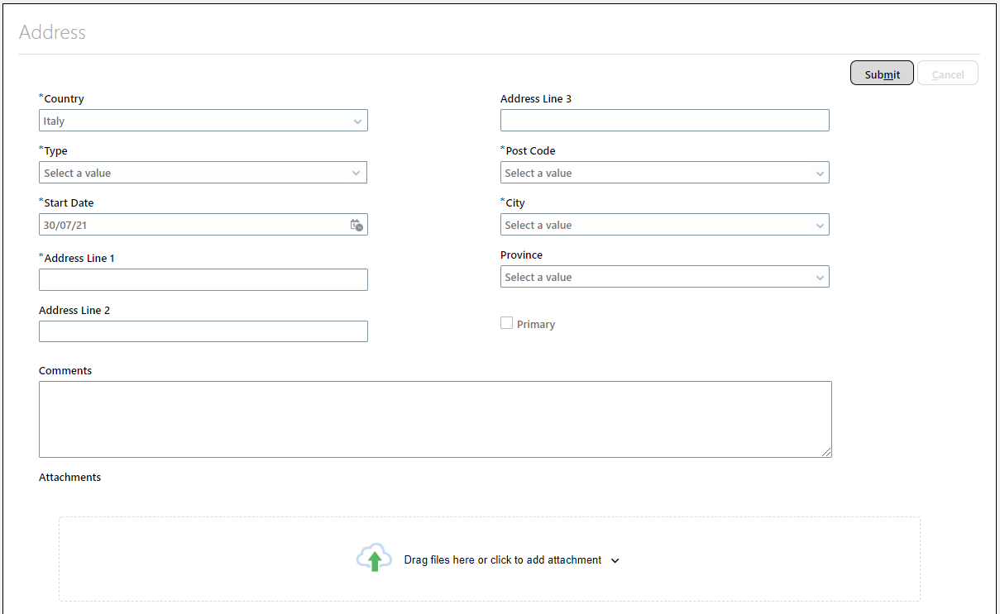 Address
Submit
Cancel
*Country
Italy
*Type
Select a value
*Start Date
30/07/21
*Address Line 1
Address Line 2
Address Line 3
*Post Code
Select a value
*City
Select a value
Province
Select a value
Primary
Comments
Attachments
Drag files here or click to add attachment